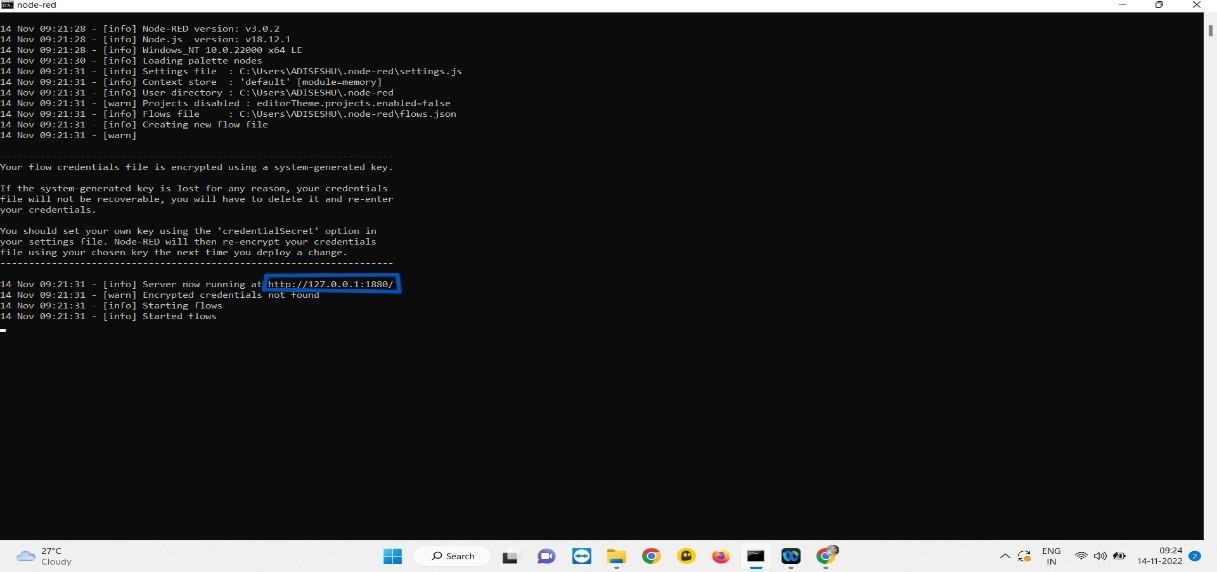 node-red
14 Nov 09:21:28 - [info] Node-RED version: v3.0.2
14 Nov 09:21:28 - [info] Node.js  version: v18.12.1
14 Nov 09:21:28 - [info] Windows_NT 10.0.22000 x64 LE
14 Nov 09:21:30 - [info] Loading palette nodes
14 Nov 09:21:31 - [info] Settings file  : C:\Users\ADISESHU\.node-red\settings.js
14 Nov 09:21:31 - [info] Context store  : 'default' [module=memory]
14 Nov 09:21:31 - [info] User directory : C:\Users\ADISESHU\.node-red
14 Nov 09:21:31 - [warn] Projects disabled : editorTheme.projects.enabled=false
14 Nov 09:21:31 - [info] Flows file     : C:\Users\ADISESHU\.node-red\flows.json
14 Nov 09:21:31 - [info] Creating new flow file
14 Nov 09:21:31 - [warn]
---------------------------------------------------------------------
Your flow credentials file is encrypted using a system-generated key.
If the system-generated key is lost for any reason, your credentials
file will not be recoverable, you will have to delete it and re-enter
your credentials.
You should set your own key using the 'credentialSecret' option in
your settings file. Node-RED will then re-encrypt your credentials
file using your chosen key the next time you deploy a change.
---------------------------------------------------------------------
14 Nov 09:21:31 - [info] Server now running at http://127.0.0.1:1880/
14 Nov 09:21:31 - [warn] Encrypted credentials not found
14 Nov 09:21:31 - [info] Starting flows
14 Nov 09:21:31 - [info] Started flows
27°C
Cloudy
Search
ENG
IN
09:24
14-11-2022
2